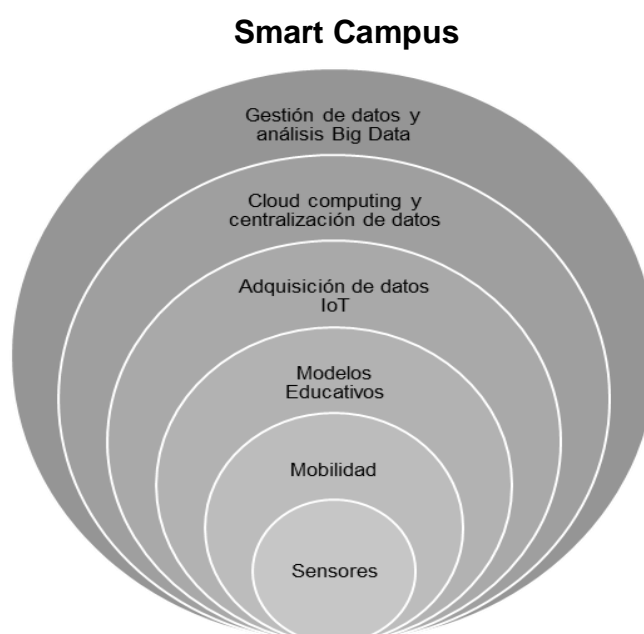 Smart Campus
Gestión de datos y
análisis Big Data
Cloud computing y
centralización de datos
Adquisición de datos
IoT
Modelos
Educativos
Mobilidad
Sensores